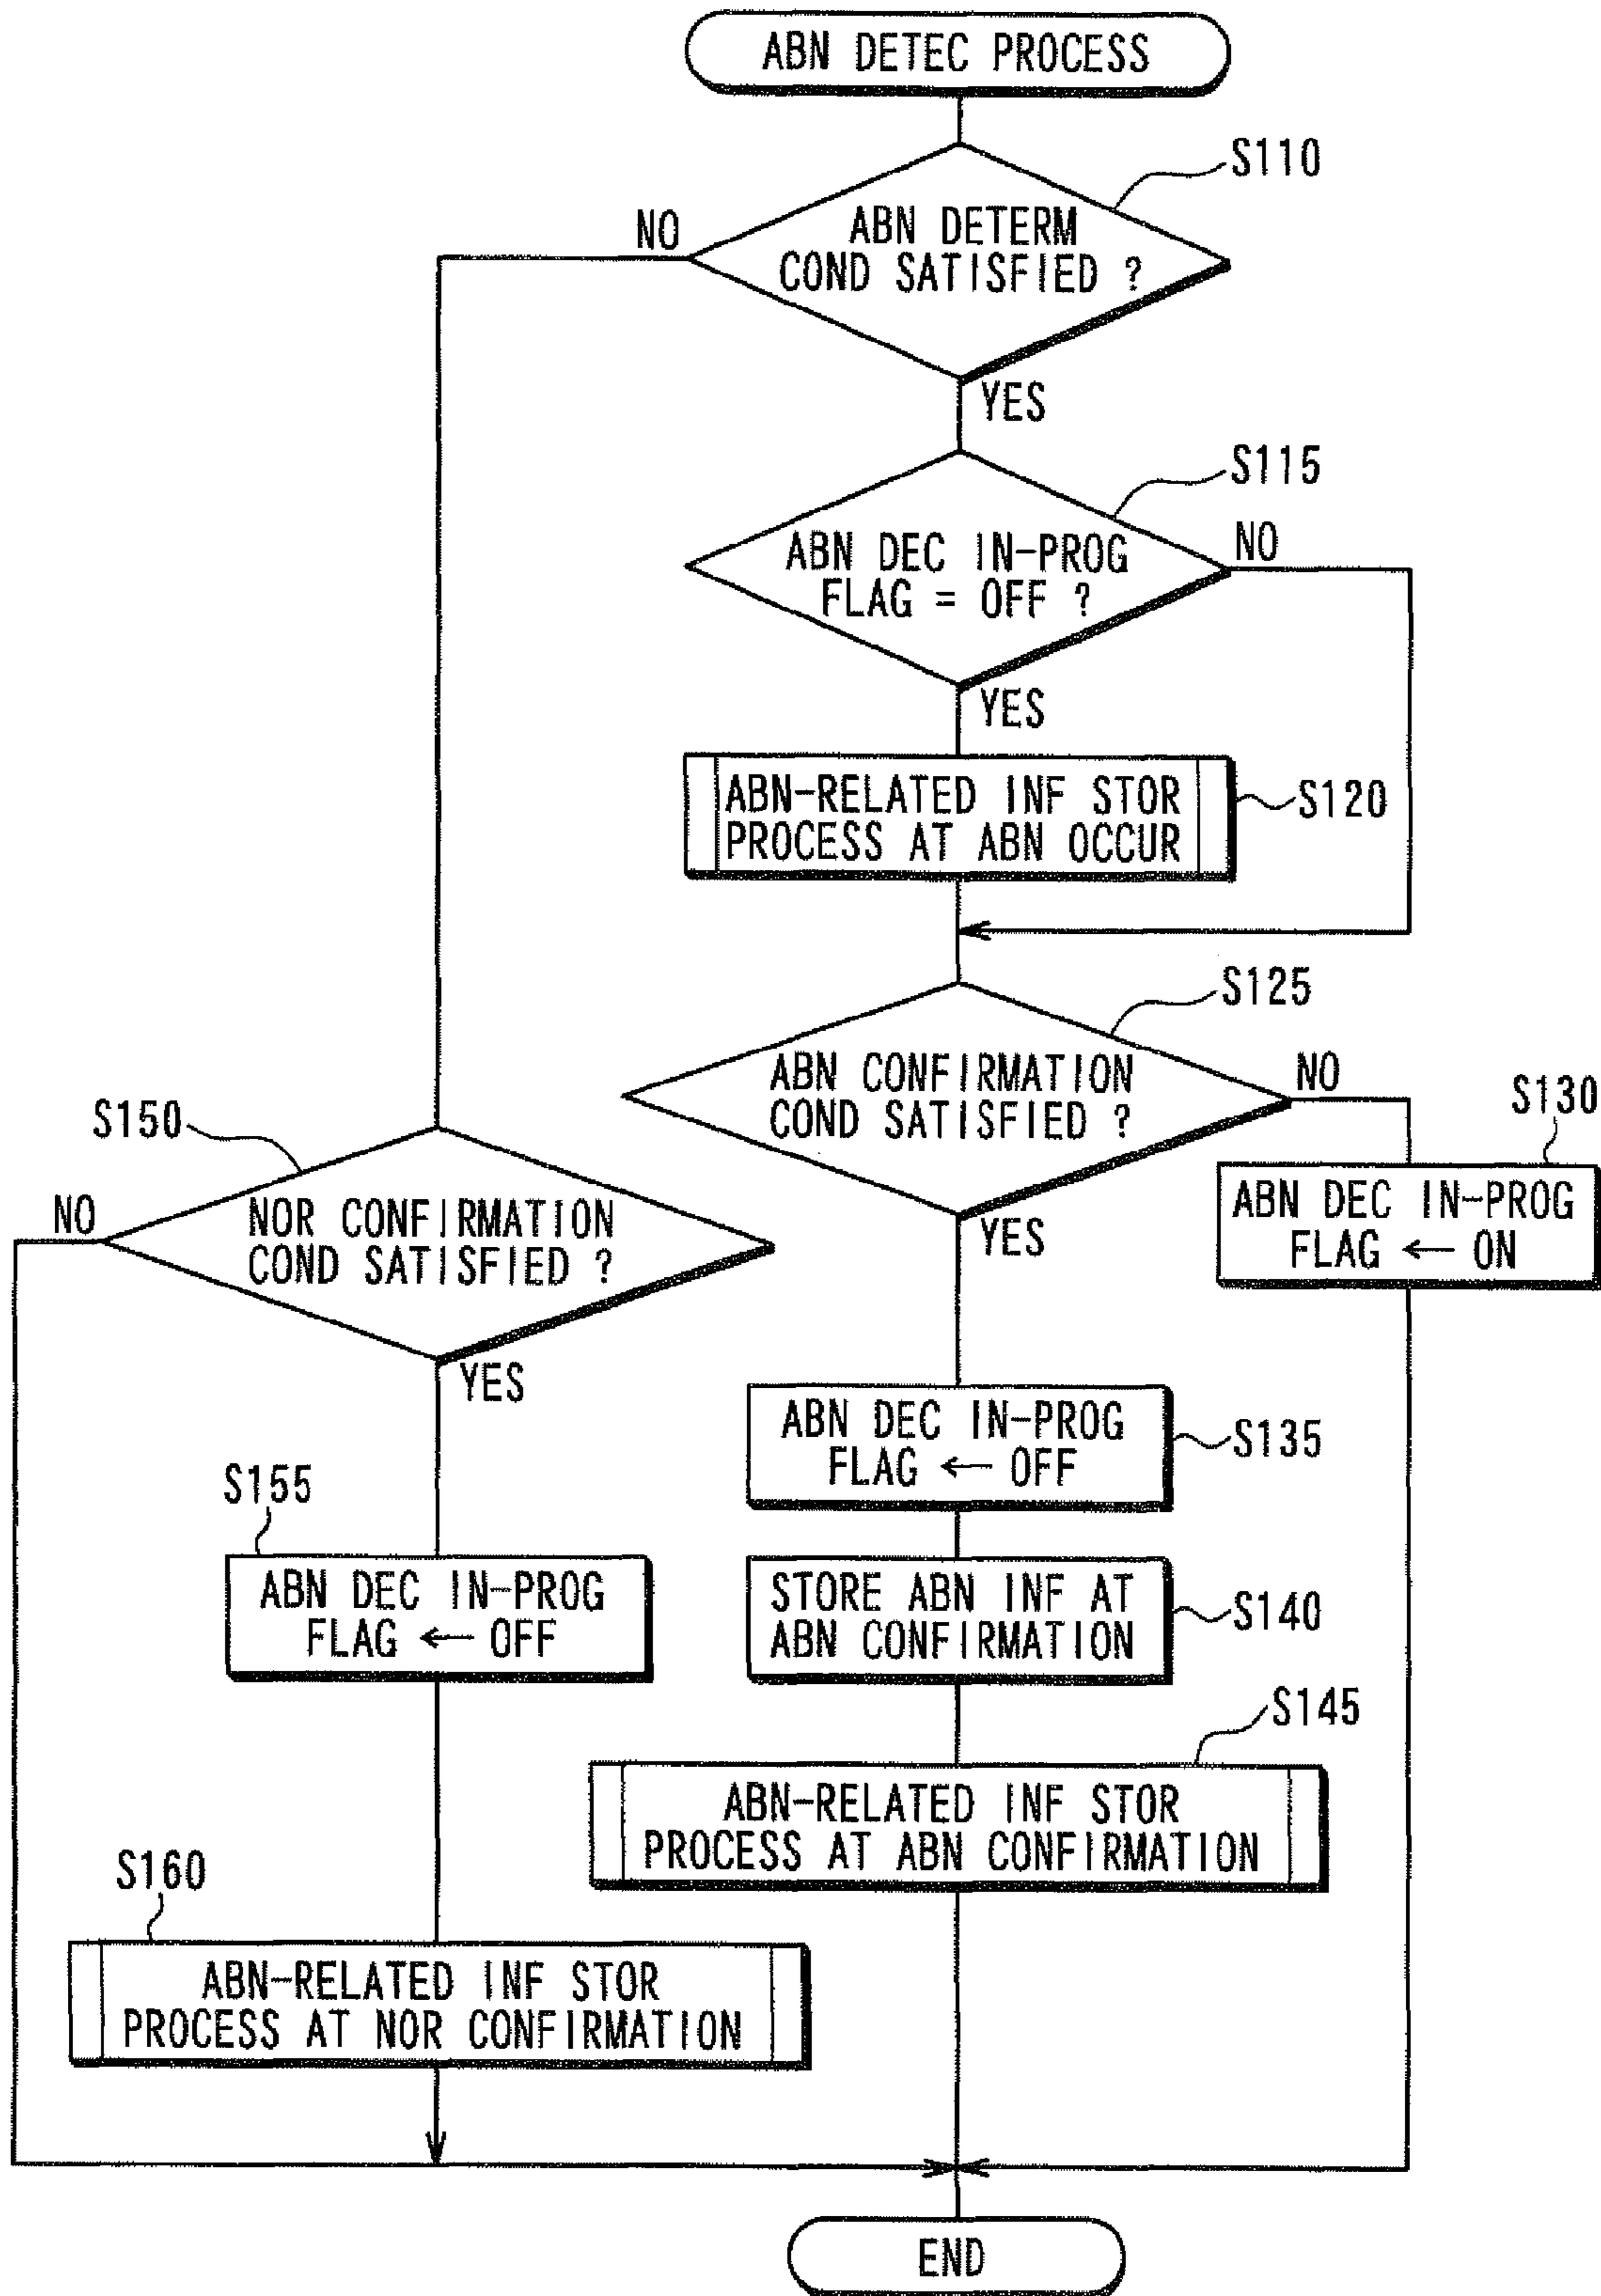 ABN DETEC PROCESS
S110
NO
ABN DETERM
COND SATISFIED ?
YES
S115
ABN DEC IN-PROG
FLAG = OFF ?
NO
YES
ABN-RELATED INF STOR
PROCESS AT ABN OCCUR
S120
S125
ABN CONFIRMATION
COND SATISFIED ?
NO
YES
S130
ABN DEC IN-PROG
FLAG ← ON
S150
NO
NOR CONFIRMATION
COND SATISFIED ?
YES
ABN DEC IN-PROG
FLAG ← OFF
S135
S155
ABN DEC IN-PROG
FLAG ← OFF
STORE ABN INF AT
ABN CONFIRMATION
S140
S145
ABN-RELATED INF STOR
PROCESS AT ABN CONFIRMATION
S160
ABN-RELATED INF STOR
PROCESS AT NOR CONFIRMATION
END